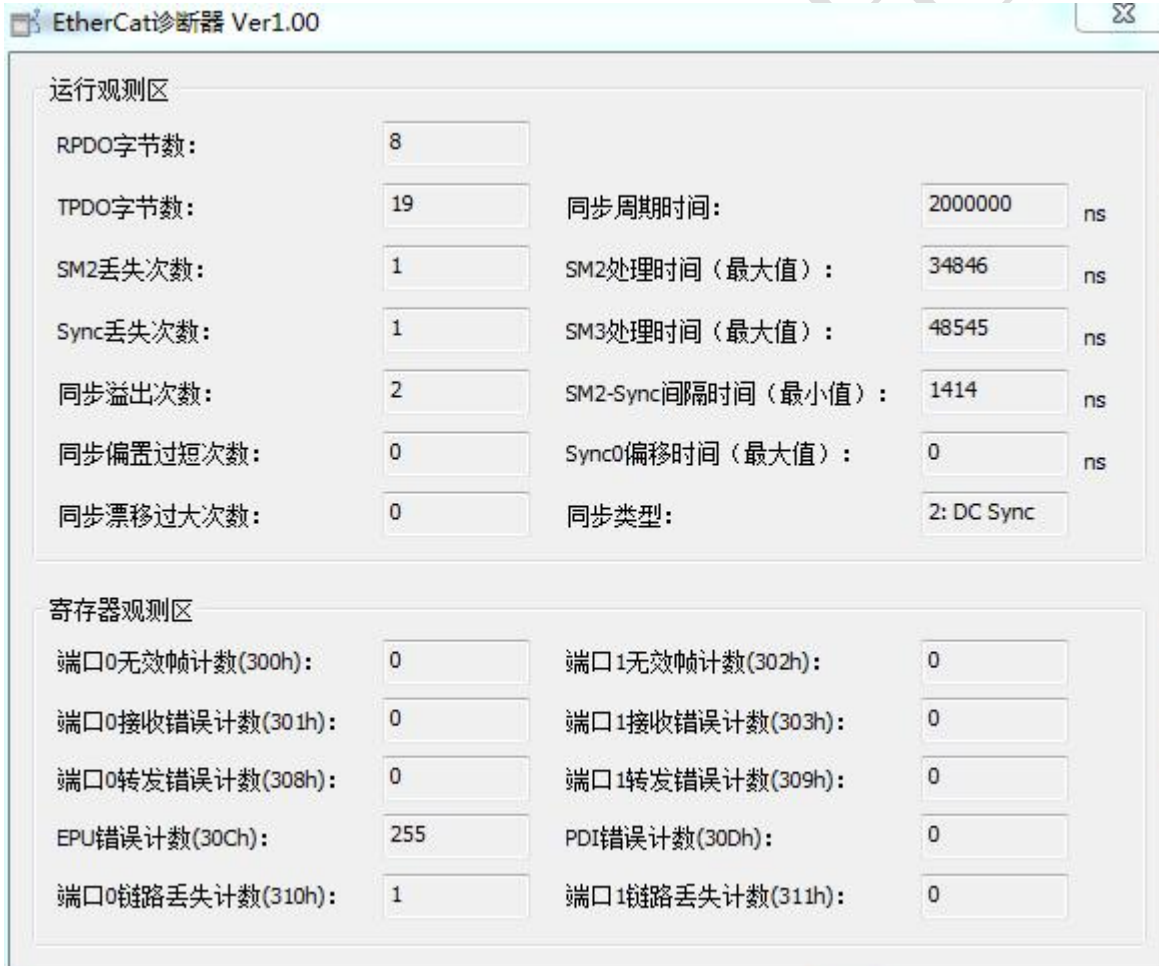 EtherCat诊断器 Ver1.00
运行观测区
RPDO字节数: 8
TPDO字节数: 19 同步周期时间: 2000000 ns
SM2丢失次数: 1 SM2处理时间（最大值）: 34846 ns
Sync丢失次数: 1 SM3处理时间（最大值）: 48545 ns
同步溢出次数: 2 SM2-Sync间隔时间（最小值）: 1414 ns
同步偏置过短次数: 0 Sync0偏移时间（最大值）: 0 ns
同步漂移过大次数: 0 同步类型: 2: DC Sync
寄存器观测区
端口0无效帧计数(300h): 0 端口1无效帧计数(302h): 0
端口0接收错误计数(301h): 0 端口1接收错误计数(303h): 0
端口0转发错误计数(308h): 0 端口1转发错误计数(309h): 0
EPU错误计数(30Ch): 255 PDI错误计数(30Dh): 0
端口0链路丢失计数(310h): 1 端口1链路丢失计数(311h): 0